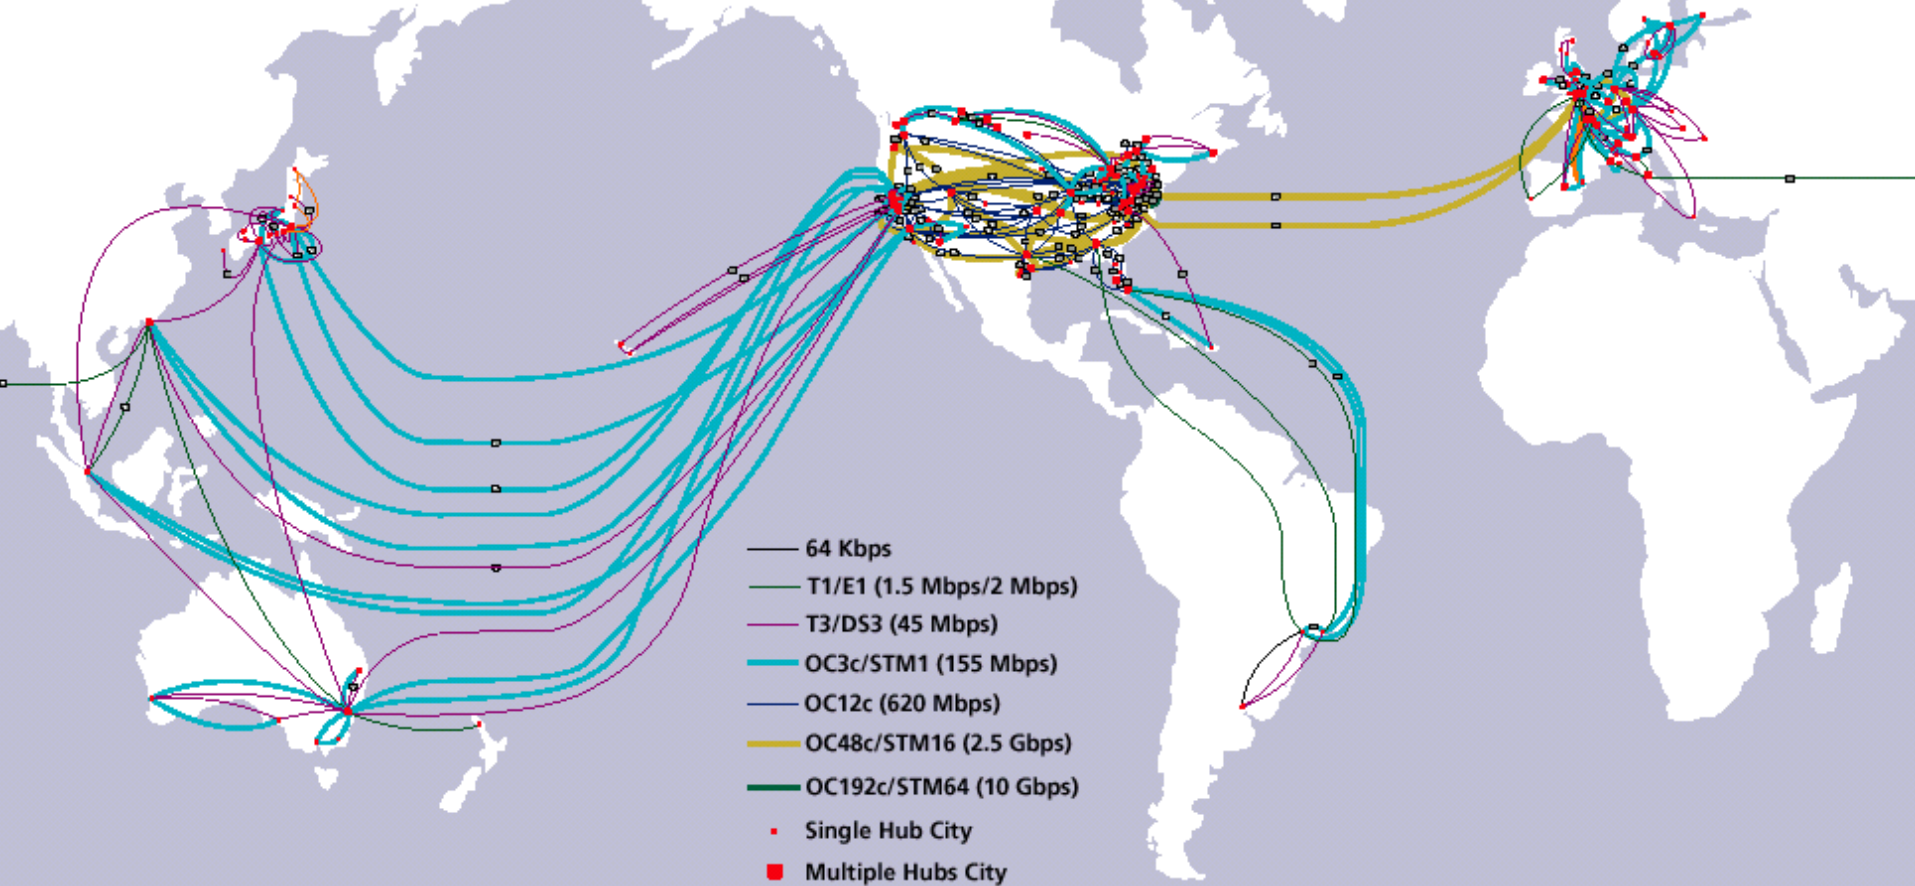 64 Kbps
T1/E1 (1.5 Mbps/2 Mbps)
T3/DS3 (45 Mbps)
OC3c/STM1 (155 Mbps)
OC12c (620 Mbps)
OC48c/STM16 (2.5 Gbps)
OC192c/STM64 (10 Gbps)
Single Hub City
Multiple Hubs City